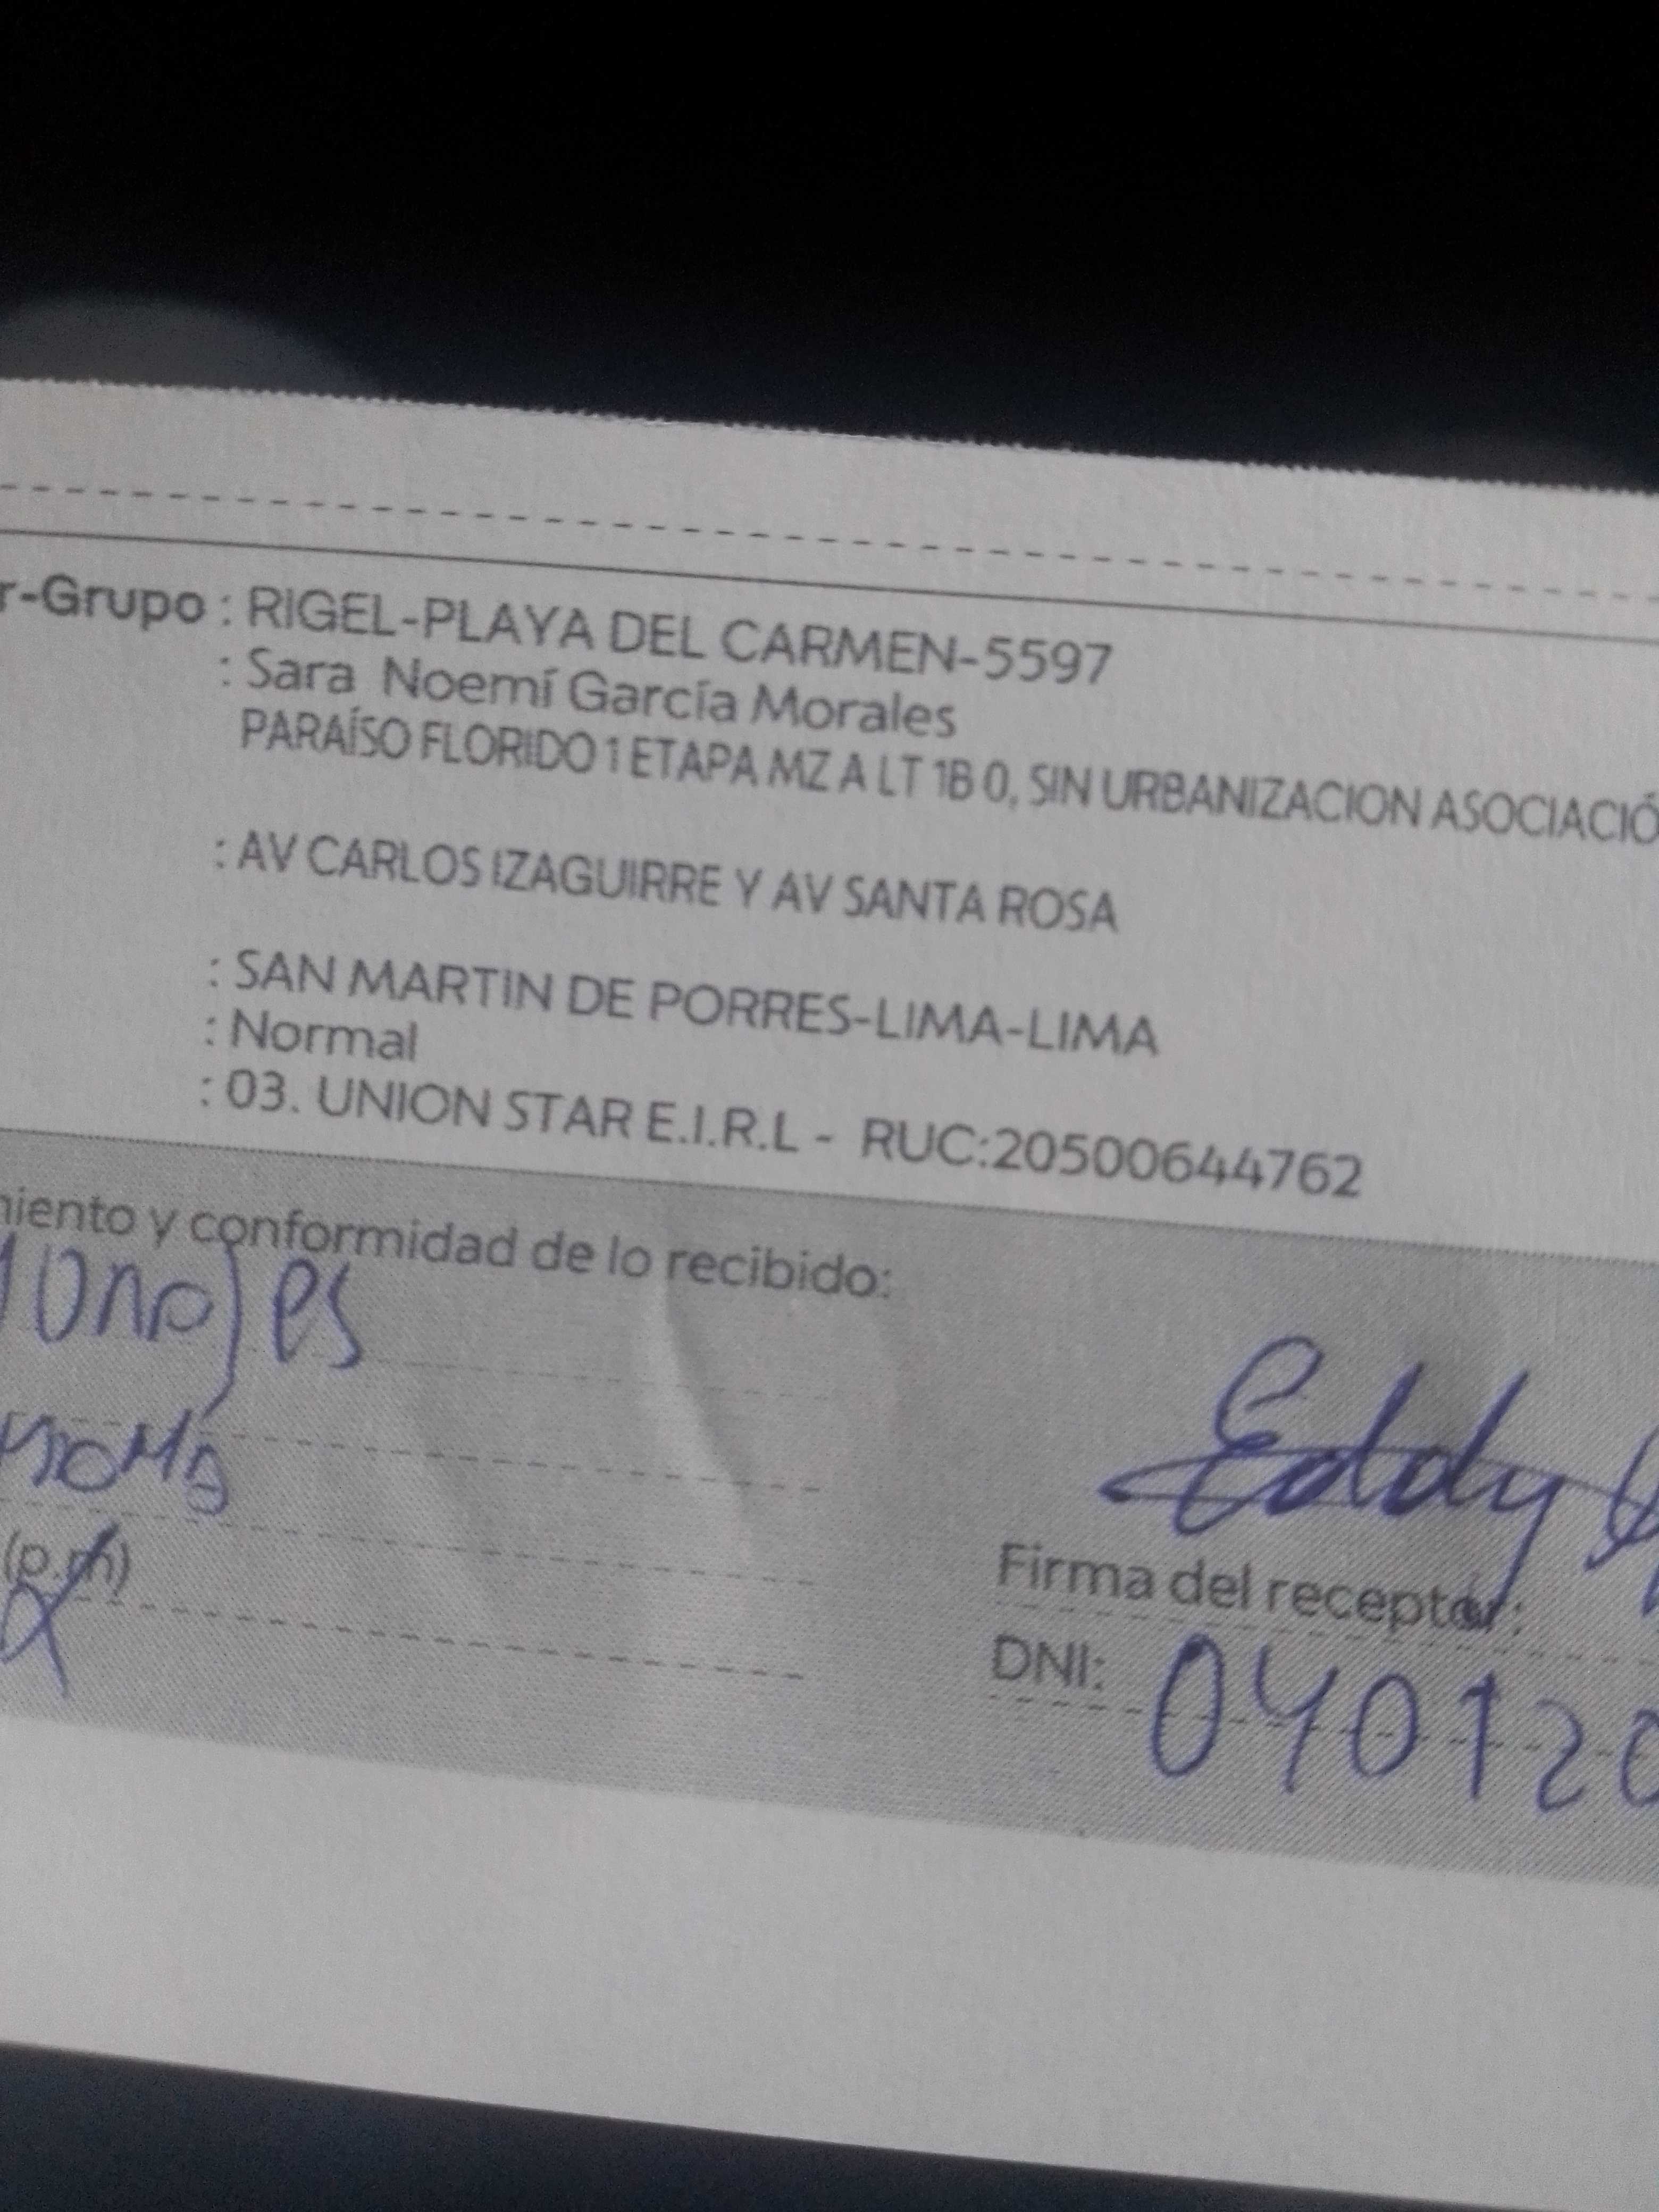 r-Grupo : RIGEL-PLAYA DEL CARMEN-5597
: Sara Noemí García Morales
PARAÍSO FLORIDO 1 ETAPA MZ A LT 1B 0, SIN URBANIZACION ASOCIACIÓ
: AV CARLOS IZAGUIRRE Y AV SANTA ROSA
: SAN MARTIN DE PORRES-LIMA-LIMA
: Normal
: 03. UNION STAR E.I.R.L - RUC:20500644762
miento y conformidad de lo recibido:
Eddy
(p.m)
Firma del receptor:
DNI: 040120